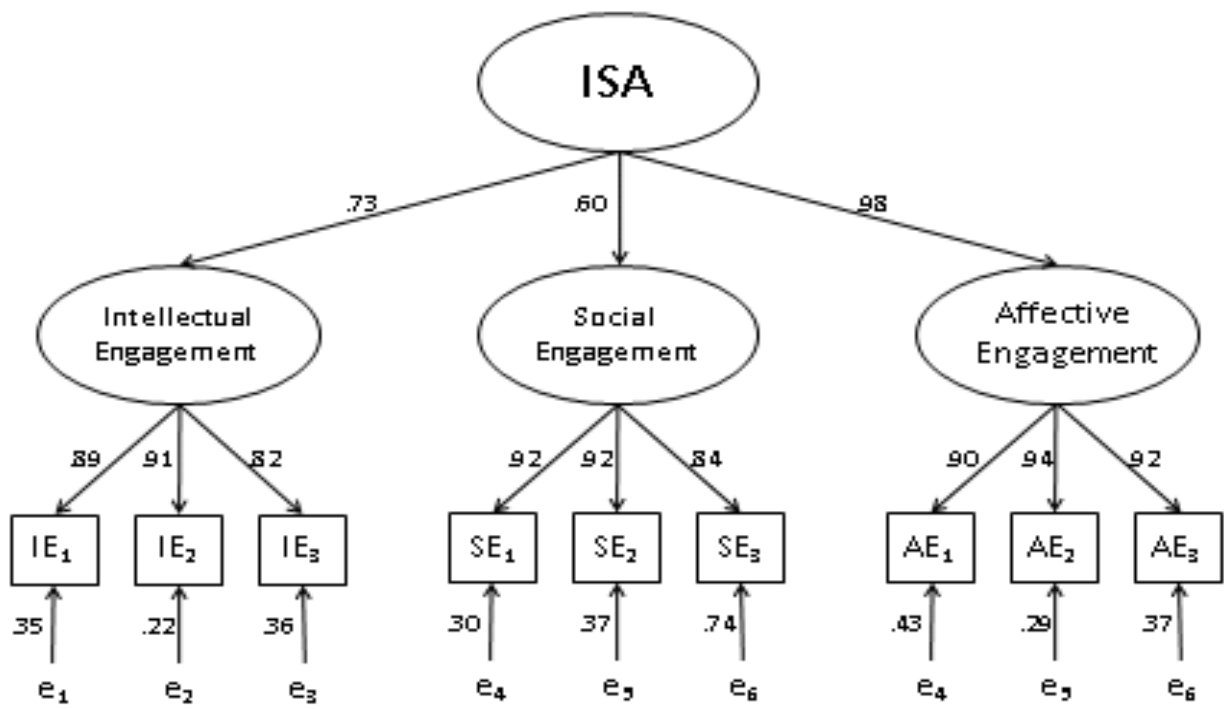 ISA
.73 .60 .98
Intellectual Engagement
Social Engagement
Affective Engagement
.89 .91 .82 .92 .92 .84 .90 .94 .92
IE₁ IE₂ IE₃ SE₁ SE₂ SE₃ AE₁ AE₂ AE₃
.35 .22 .36 .30 .37 .74 .43 .29 .37
e₁ e₂ e₃ e₄ e₅ e₆ e₄ e₅ e₆